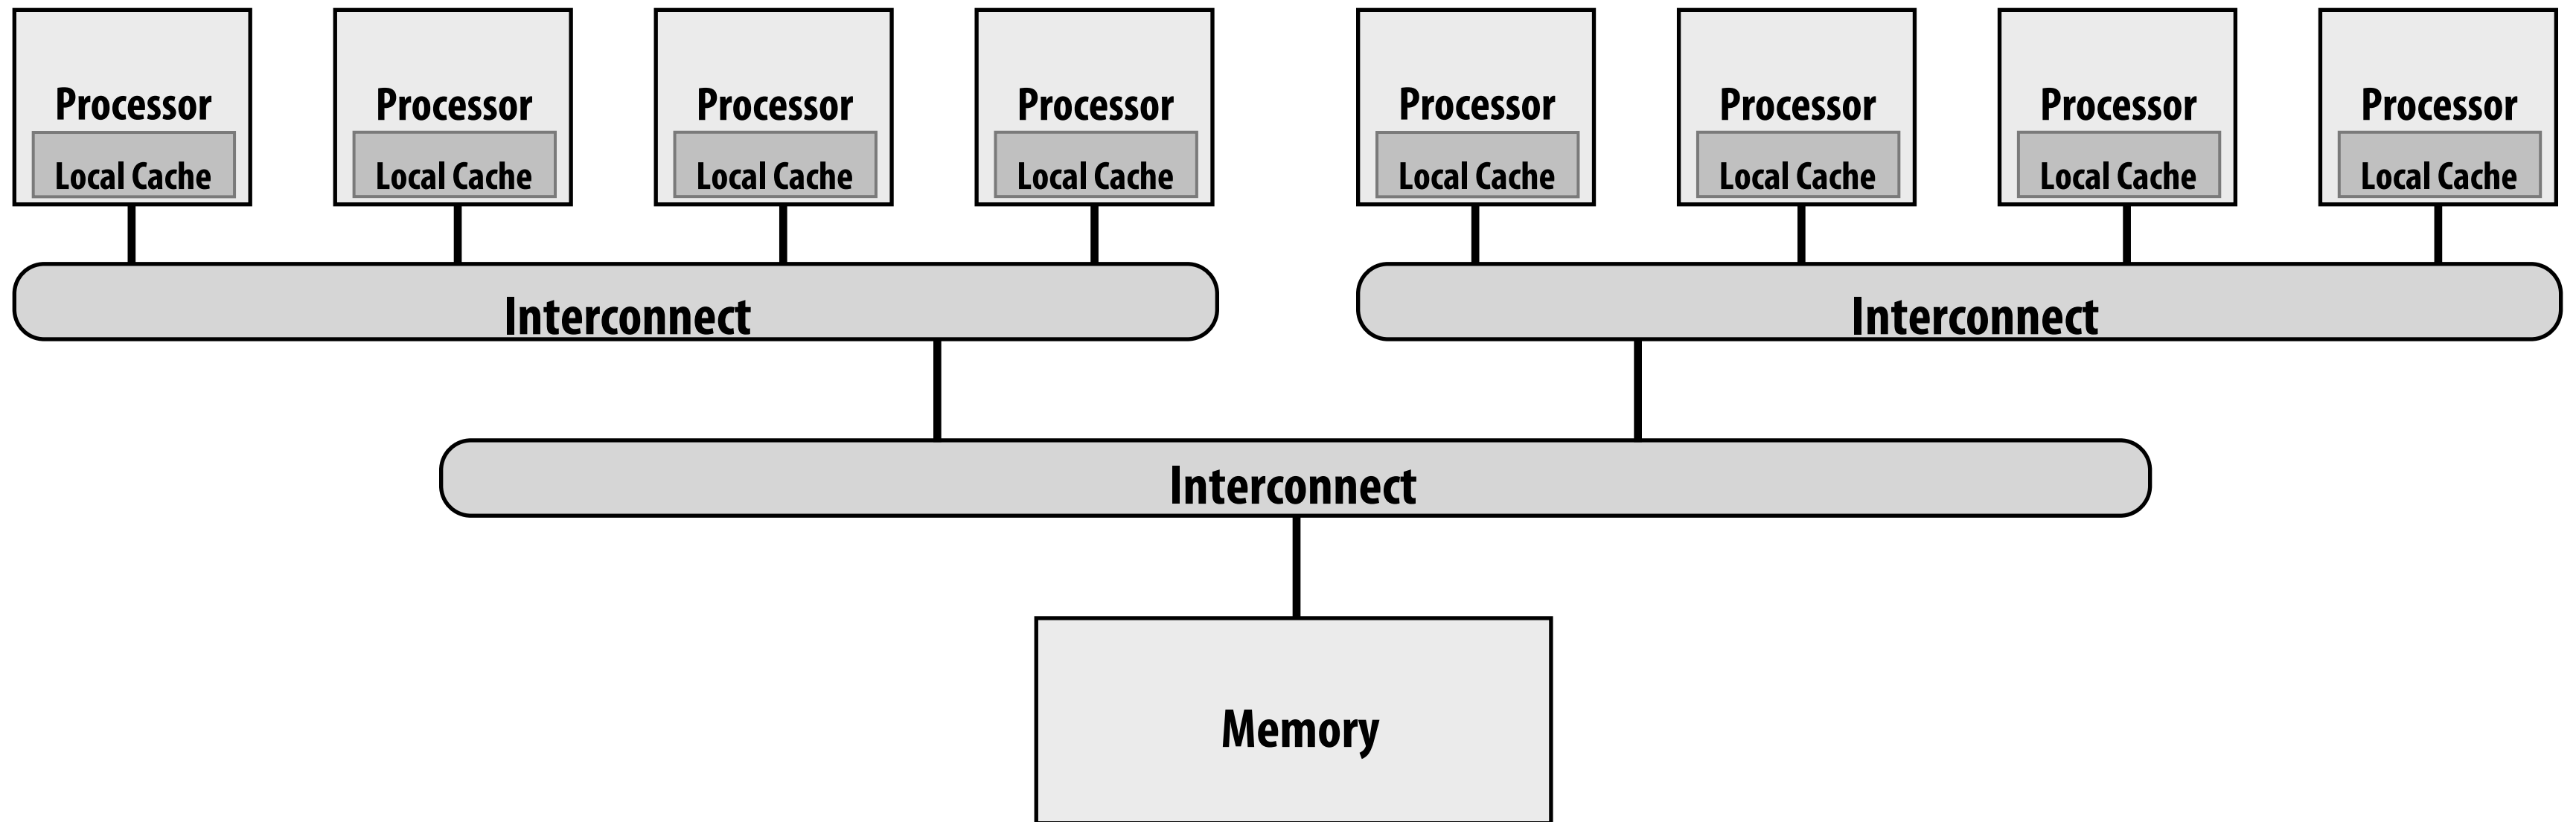 Processor
Local Cache
Processor
Local Cache
Processor
Local Cache
Processor
Local Cache
Processor
Local Cache
Processor
Local Cache
Processor
Local Cache
Processor
Local Cache
Interconnect
Interconnect
Interconnect
Memory